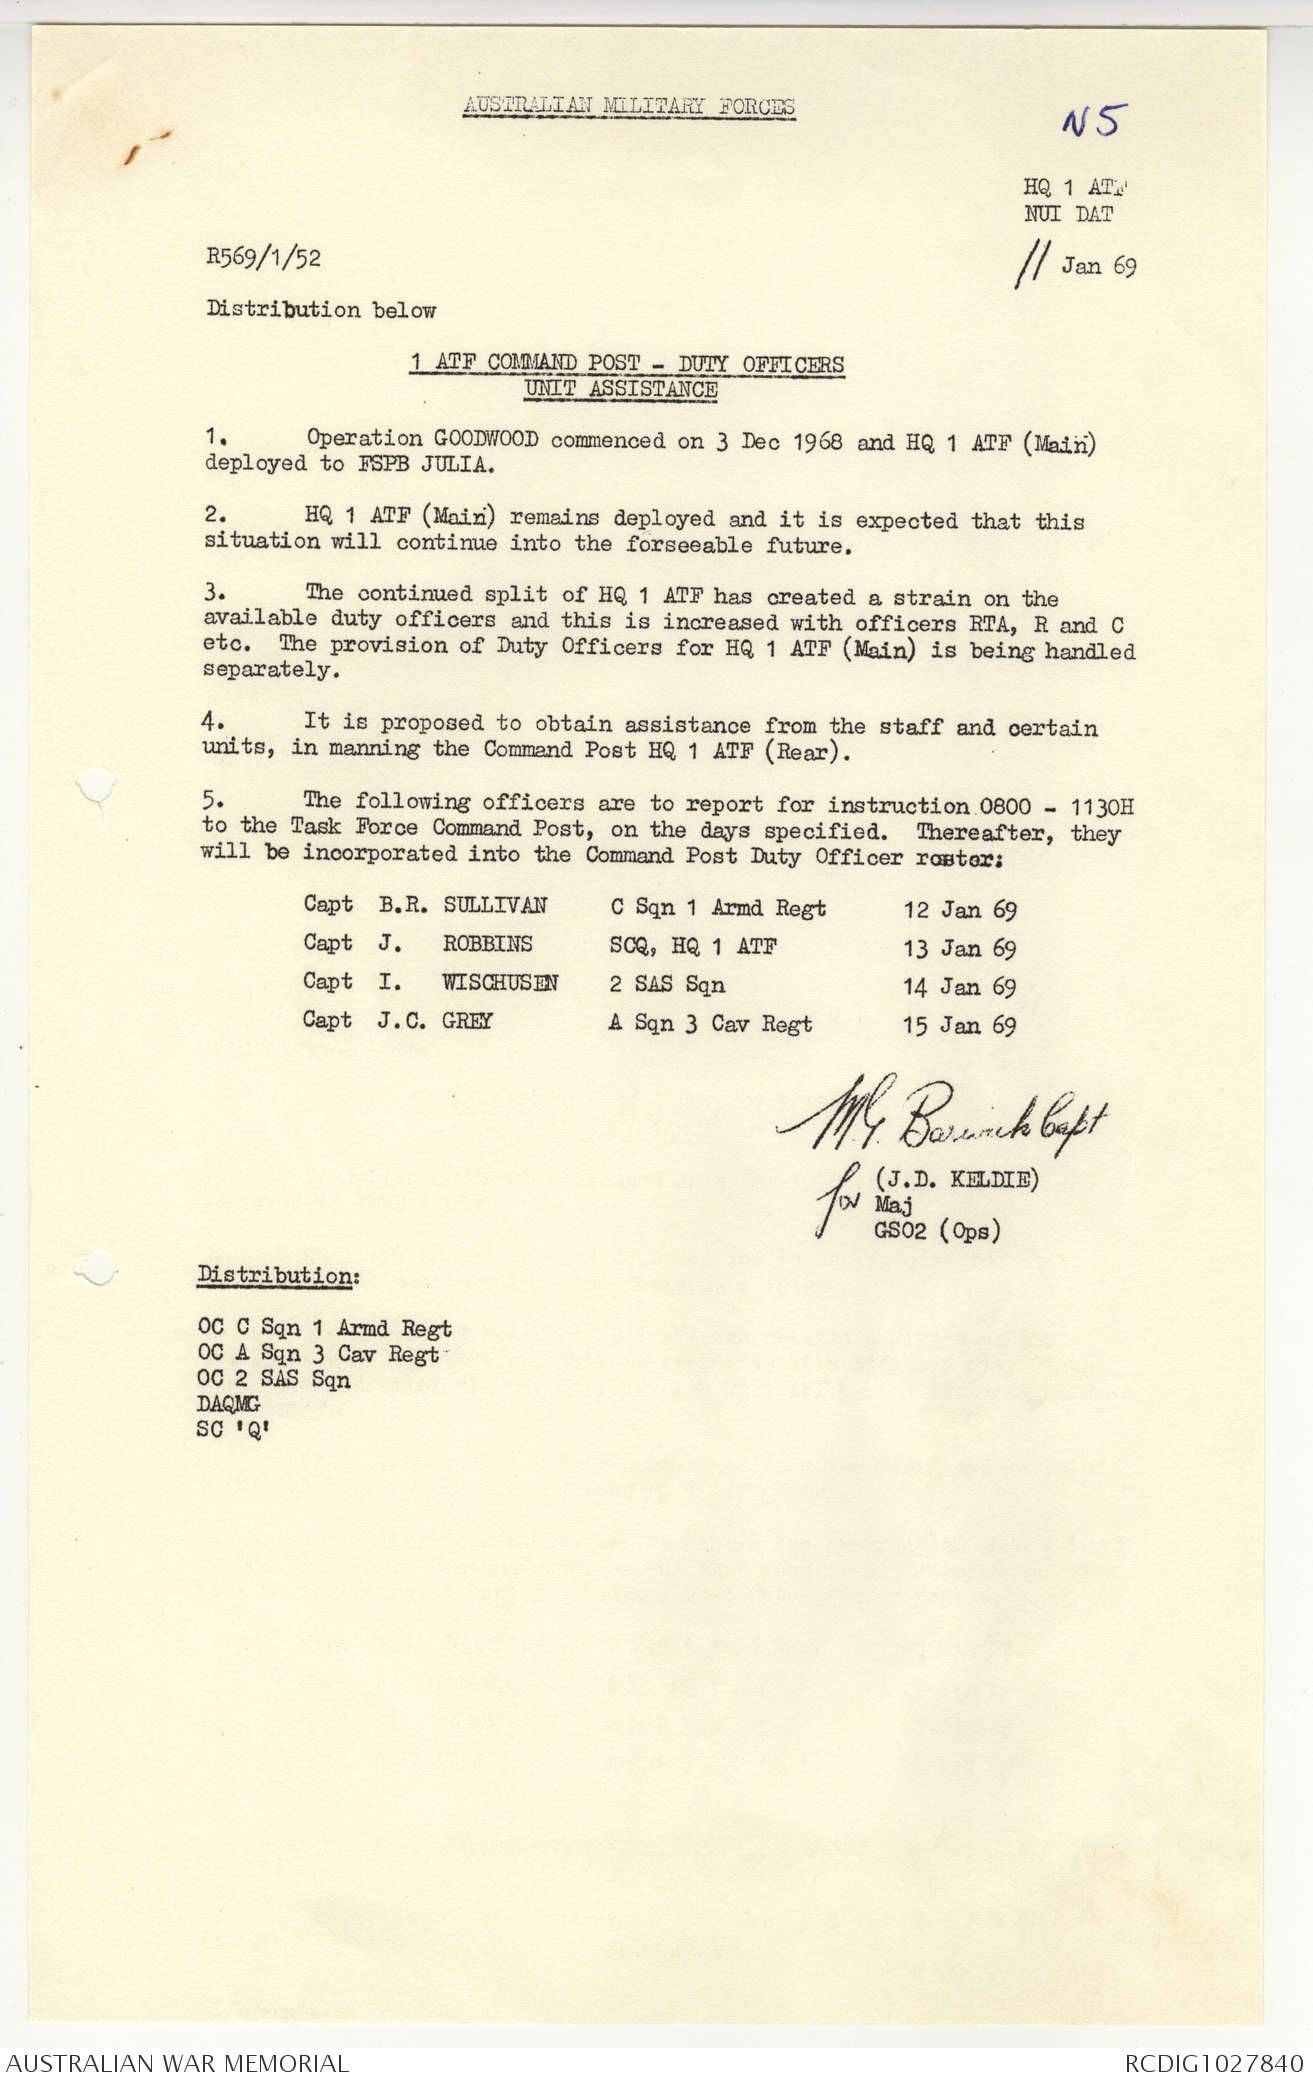 AUSTRALIAN MILITARY FORCES
N5
HQ 1 ATF
NUI DAT
R569/1/52
11 Jan 69
Distribution below
1 ATF COMMAND POST - DUTY OFFICERS
UNIT ASSISTANCE
1. Operation GOODWOOD commenced on 3 Dec 1968 and HQ 1 ATF (Main)
deployed to FSPB JULIA.
2. HQ 1 ATF (Main) remains deployed and it is expected that this
situation will continue into the forseeable future.
3. The continued split of HQ 1 ATF has created a strain on the
available duty officers and this is increased with officers RTA, R and C
etc. The provision of Duty Officers for HQ 1 ATF (Main) is being handled
separately.
4. It is proposed to obtain assistance from the staff and certain
units, in manning the Command Post HQ 1 ATF (Rear).
5. The following officers are to report for instruction 0800 - 1130H
to the Task Force Command Post, on the days specified. Thereafter, they
will be incorporated into the Command Post Duty Officer roster:
Capt B.R. SULLIVAN C Sqn 1 Armd Regt 12 Jan 69
Capt J. ROBBINS SCQ, HQ 1 ATF 13 Jan 69
Capt I. WISCHUSEN 2 SAS Sqn 14 Jan 69
Capt J.C. GREY A Sqn 3 Cav Regt 15 Jan 69
M.G. Barwick Capt
for (J.D. KELDIE)
Maj
GSO2 (Ops)
Distribution:
OC C Sqn 1 Armd Regt
OC A Sqn 3 Cav Regt
OC 2 SAS Sqn
DAQMG
SC 'Q'
AUSTRALIAN WAR MEMORIAL
RCDIG1027840